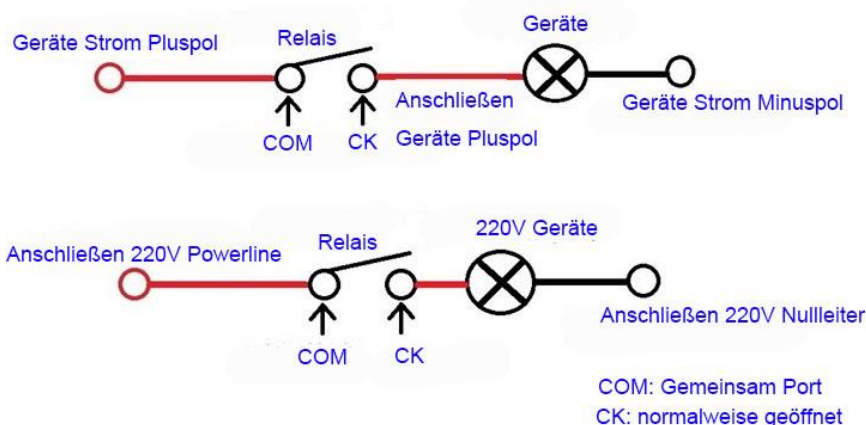 Geräte Strom Pluspol
Relais
Geräte
Anschließen
Geräte Strom Minuspol
COM
CK
Geräte Pluspol
Anschließen 220V Powerline
Relais
220V Geräte
Anschließen 220V Nullleiter
COM
CK
COM: Gemeinsam Port
CK: normalweise geöffnet